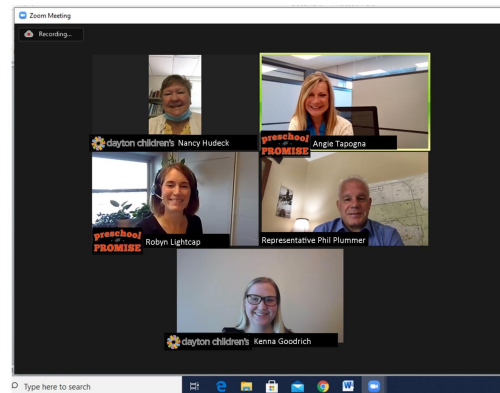 Zoom Meeting
Recording...
dayton children's Nancy Hudeck
preschool
PROMISE
Angie Tapogna
preschool
PROMISE
Robyn Lightcap
Representative Phil Plummer
dayton children's Kenna Goodrich
Type here to search